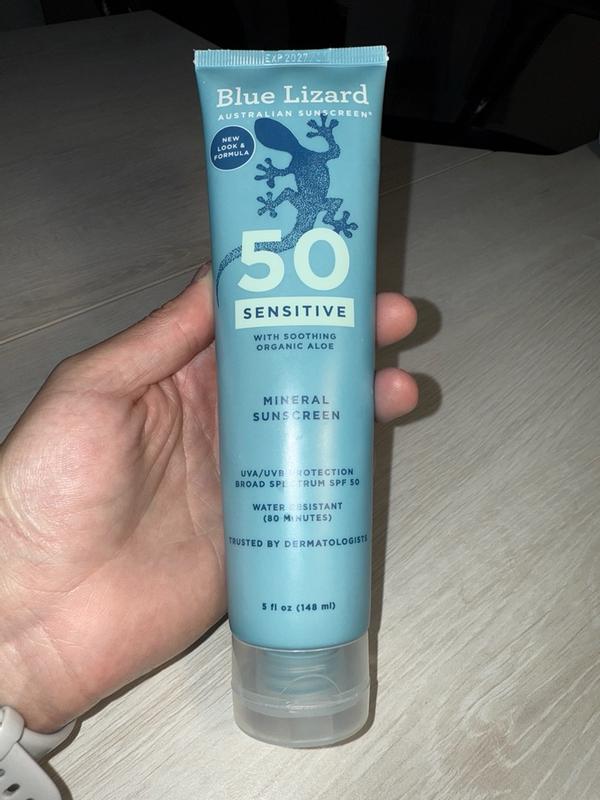 EXP 2027
Blue Lizard
AUSTRALIAN SUNSCREEN®
NEW
LOOK &
FORMULA
50
SENSITIVE
WITH SOOTHING
ORGANIC ALOE
MINERAL
SUNSCREEN
UVA/UVB PROTECTION
BROAD SPECTRUM SPF 50
WATER RESISTANT
(80 MINUTES)
TRUSTED BY DERMATOLOGISTS
5 fl oz (148 ml)